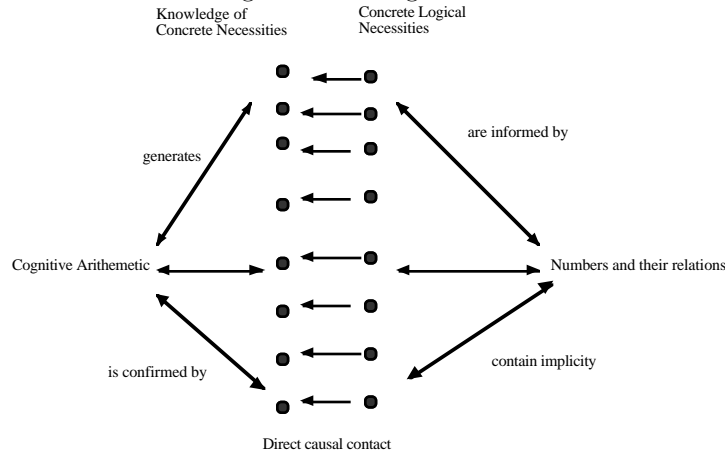 Knowledge of
Concrete Necessities
Concrete Logical
Necessities
generates
are informed by
Cognitive Arithemetic
Numbers and their relations
is confirmed by
contain implicity
Direct causal contact